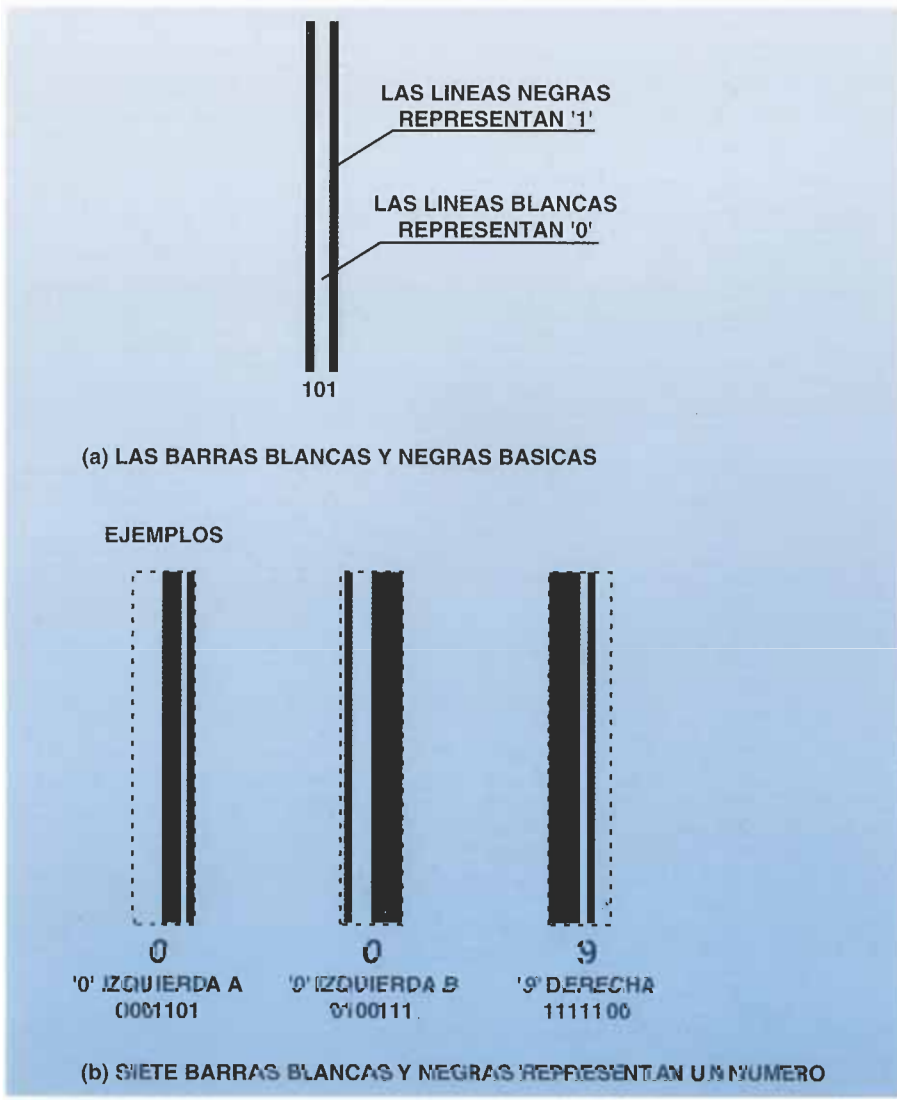 LAS LINEAS NEGRAS
REPRESENTAN '1'
LAS LINEAS BLANCAS
REPRESENTAN '0'
101
(a) LAS BARRAS BLANCAS Y NEGRAS BASICAS
EJEMPLOS
0
'0' IZQUIERDA A
0001101
0
'0' IZQUIERDA B
0100111
9
'9' DERECHA
1111100
(b) SIETE BARRAS BLANCAS Y NEGRAS REPRESENTAN UN NUMERO